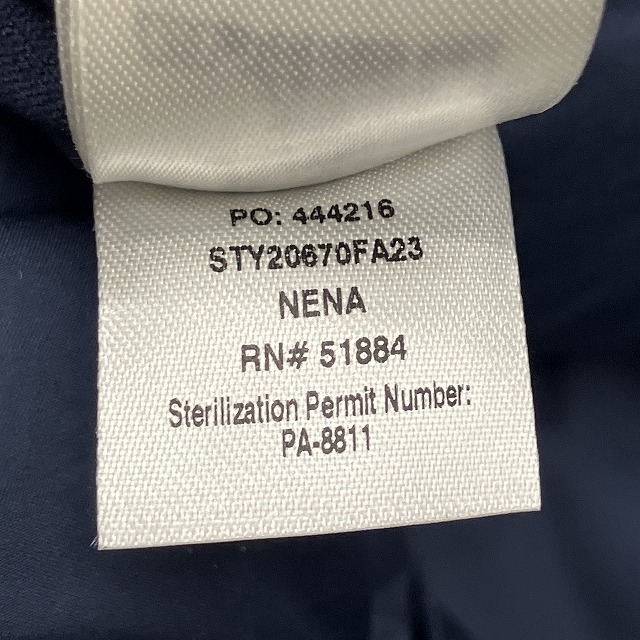 PO: 444216
STY20670FA23
NENA
RN# 51884
Sterilization Permit Number:
PA-8811